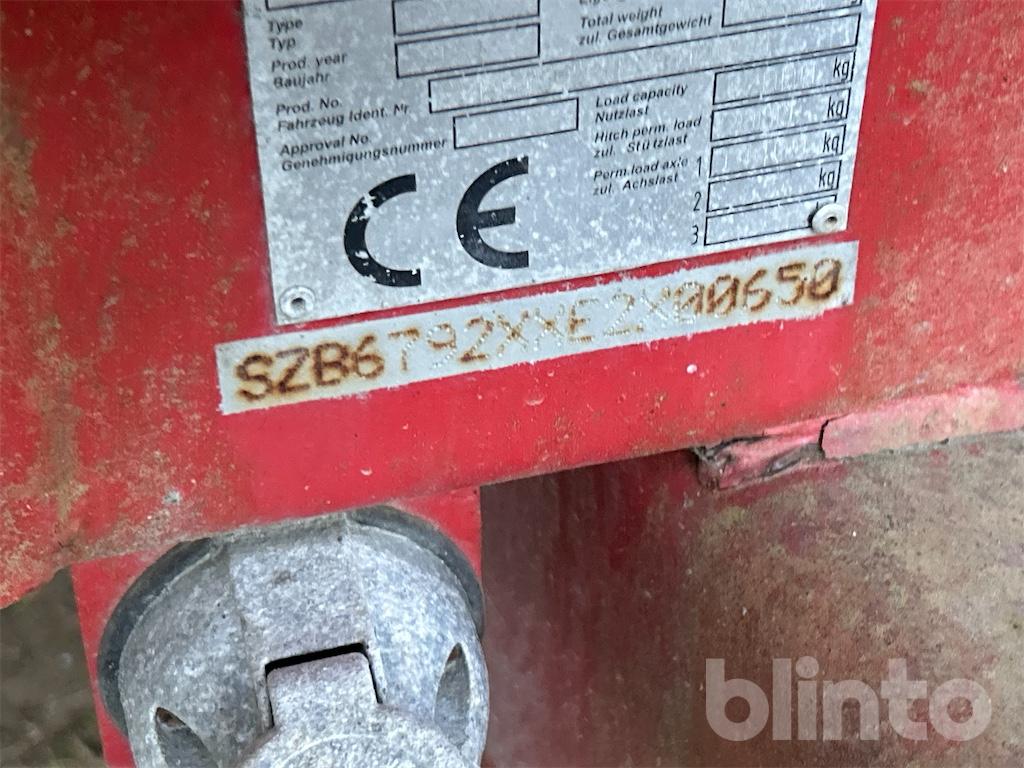 Type
Typ
Prod. year
Baujahr
Prod. No.
Fahrzeug Ident. Nr.
Approval No.
Genehmigungsnummer
Total weight
zul. Gesamtgewicht
Load capacity
Nutzlast
kg
Hitch perm. load
zul. Stützlast
kg
Perm.load axle
zul. Achslast
1
kg
2
kg
3
CE
SZB6792XXE2X00650
blinto